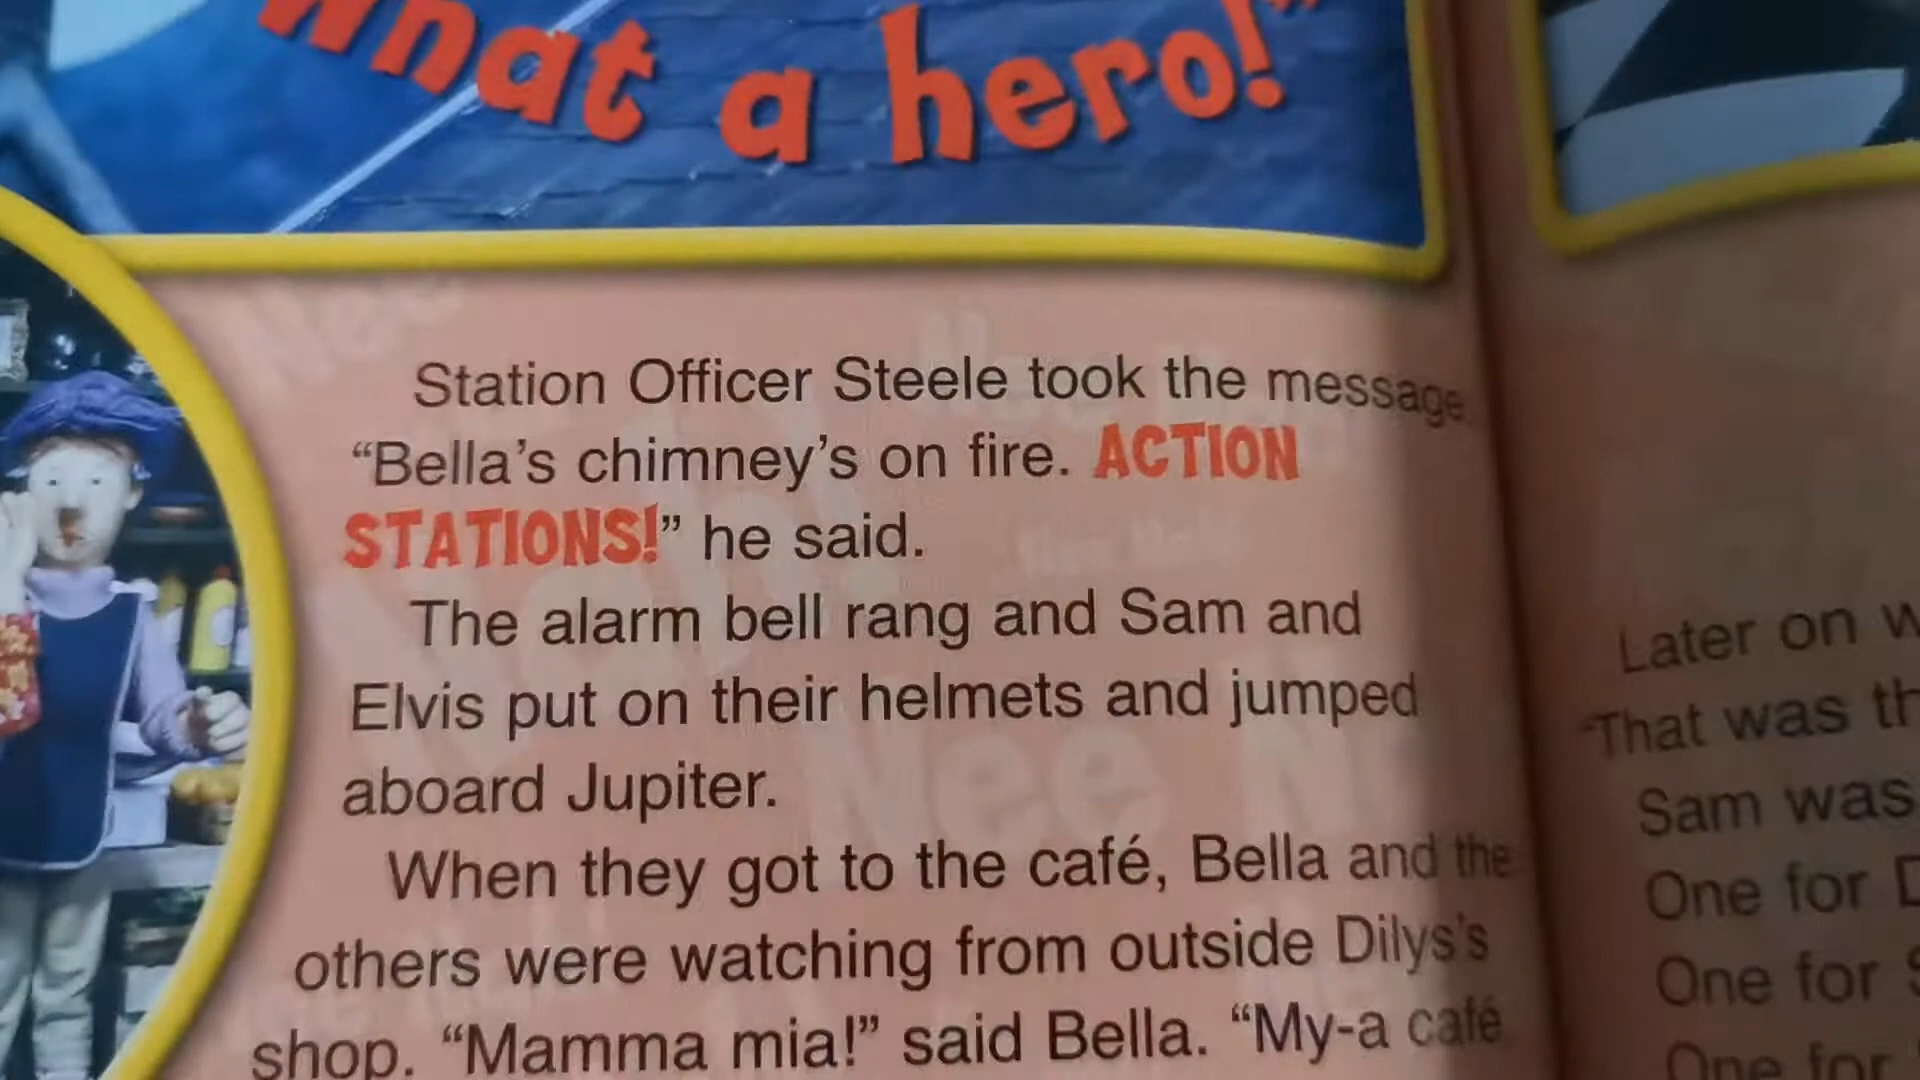 What a hero!”
Station Officer Steele took the message.
“Bella’s chimney’s on fire. ACTION
STATIONS!” he said.
The alarm bell rang and Sam and
Elvis put on their helmets and jumped
aboard Jupiter.
When they got to the café, Bella and the
others were watching from outside Dilys’s
shop. “Mamma mia!” said Bella. “My-a café
Later on
That was
Sam was
One for
One for
One for